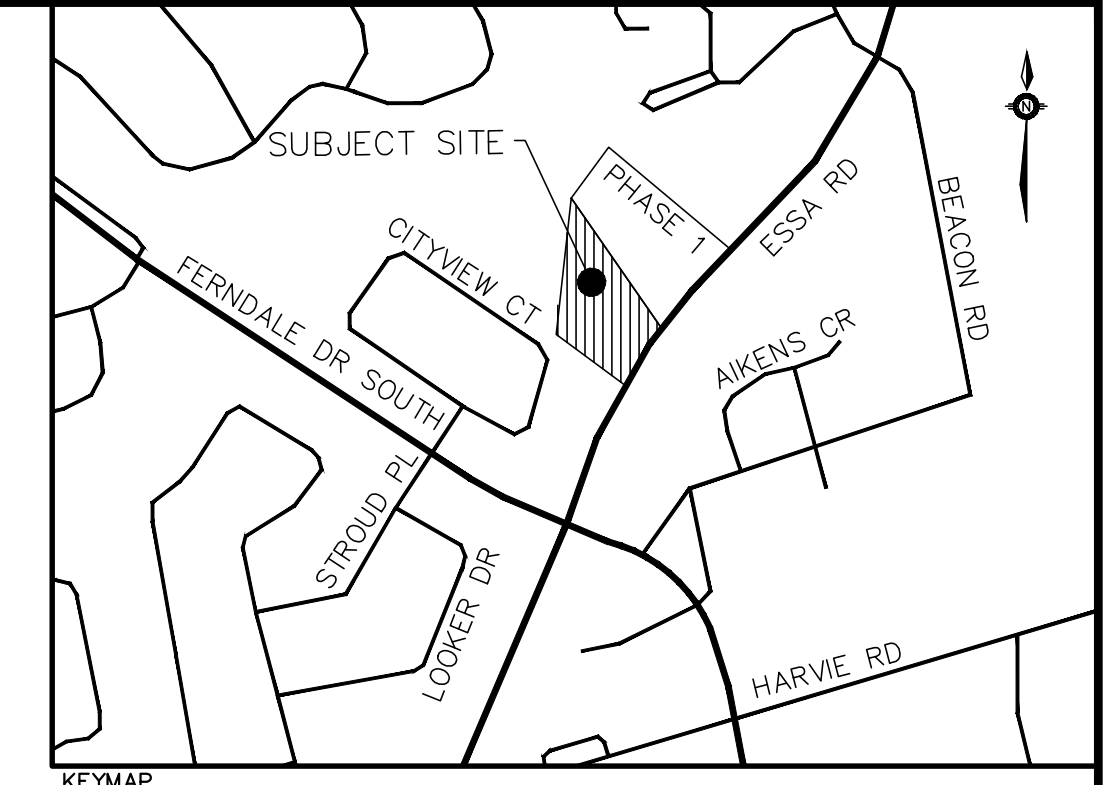 N
SUBJECT SITE
PHASE 1
ESSA RD
BEACON RD
CITYVIEW CT
FERNDALE DR SOUTH
AIKENS CR
STROUD PL
LOOKER DR
HARVIE RD
KEYMAP